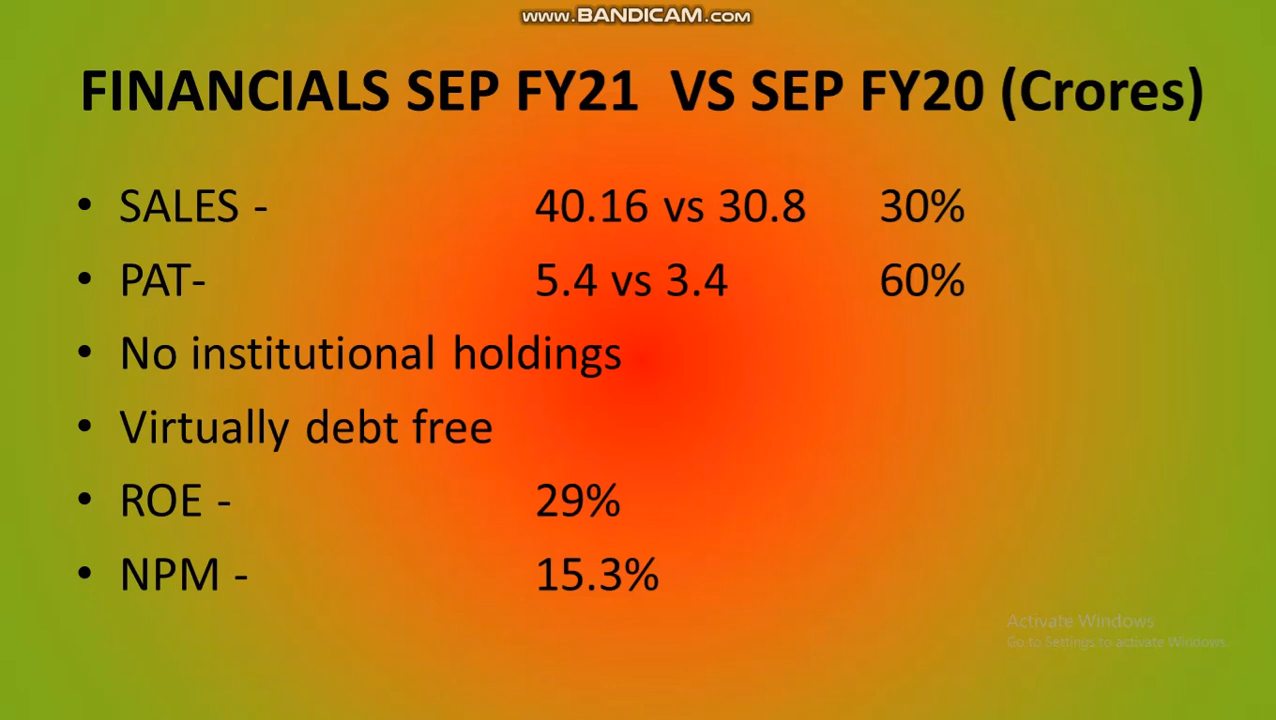 www.BANDICAM.com
FINANCIALS SEP FY21 VS SEP FY20 (Crores)
• SALES - 40.16 vs 30.8 30%
• PAT- 5.4 vs 3.4 60%
• No institutional holdings
• Virtually debt free
• ROE - 29%
• NPM - 15.3%
Activate Windows
Go to Settings to activate Windows.